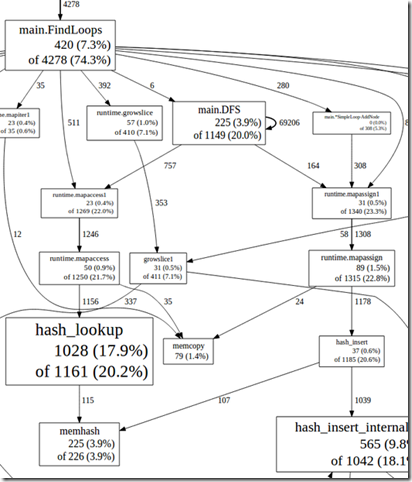 4278
main.FindLoops
420 (7.3%)
of 4278 (74.3%)
35
392
6
280
8
e.mapiter1
23 (0.4%)
of 35 (0.6%)
511
runtime.growslice
57 (1.0%)
of 410 (7.1%)
main.DFS
225 (3.9%)
of 1149 (20.0%)
69206
main.*SimpleLoop.AddNode
0 (0.0%)
of 308 (5.3%)
757
164
308
runtime.mapaccess1
23 (0.4%)
of 1269 (22.0%)
353
runtime.mapassign1
31 (0.5%)
of 1340 (23.3%)
12
1246
58
1308
runtime.mapaccess
50 (0.9%)
of 1250 (21.7%)
growslice1
31 (0.5%)
of 411 (7.1%)
runtime.mapassign
89 (1.5%)
of 1315 (22.8%)
1156
337
35
24
1178
hash_lookup
1028 (17.9%)
of 1161 (20.2%)
memcopy
79 (1.4%)
hash_insert
37 (0.6%)
of 1185 (20.6%)
115
107
1039
memhash
225 (3.9%)
of 226 (3.9%)
hash_insert_internal
565 (9.8%
of 1042 (18.1%